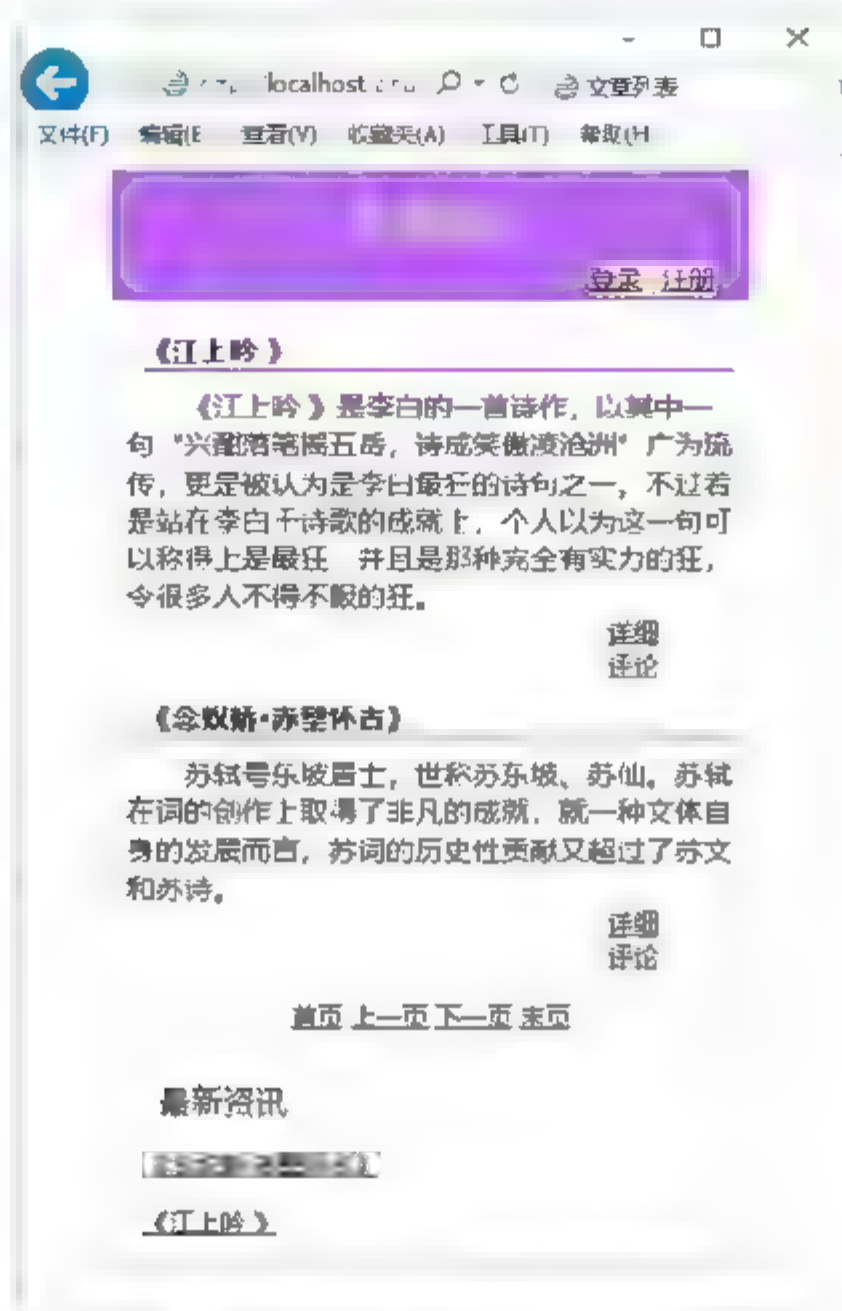 localhost
文章列表
文件(F) 编辑(E 查看(V) 收藏夹(A) 工具(T) 帮助(H
登录 注册
《江上吟》
《江上吟》是李白的一首诗作，以其中一
句“兴酣落笔摇五岳，诗成笑傲凌沧洲”广为流
传，更是被认为是李白最狂的诗句之一，不过若
是站在李白于诗歌的成就上，个人以为这一句可
以称得上是最狂 并且是那种完全有实力的狂，
令很多人不得不服的狂。
详细
评论
《念奴娇·赤壁怀古》
苏轼号东坡居士，世称苏东坡、苏仙。苏轼
在词的创作上取得了非凡的成就，就一种文体自
身的发展而言，苏词的历史性贡献又超过了苏文
和苏诗。
详细
评论
首页 上一页 下一页 末页
最新资讯
《江上吟》